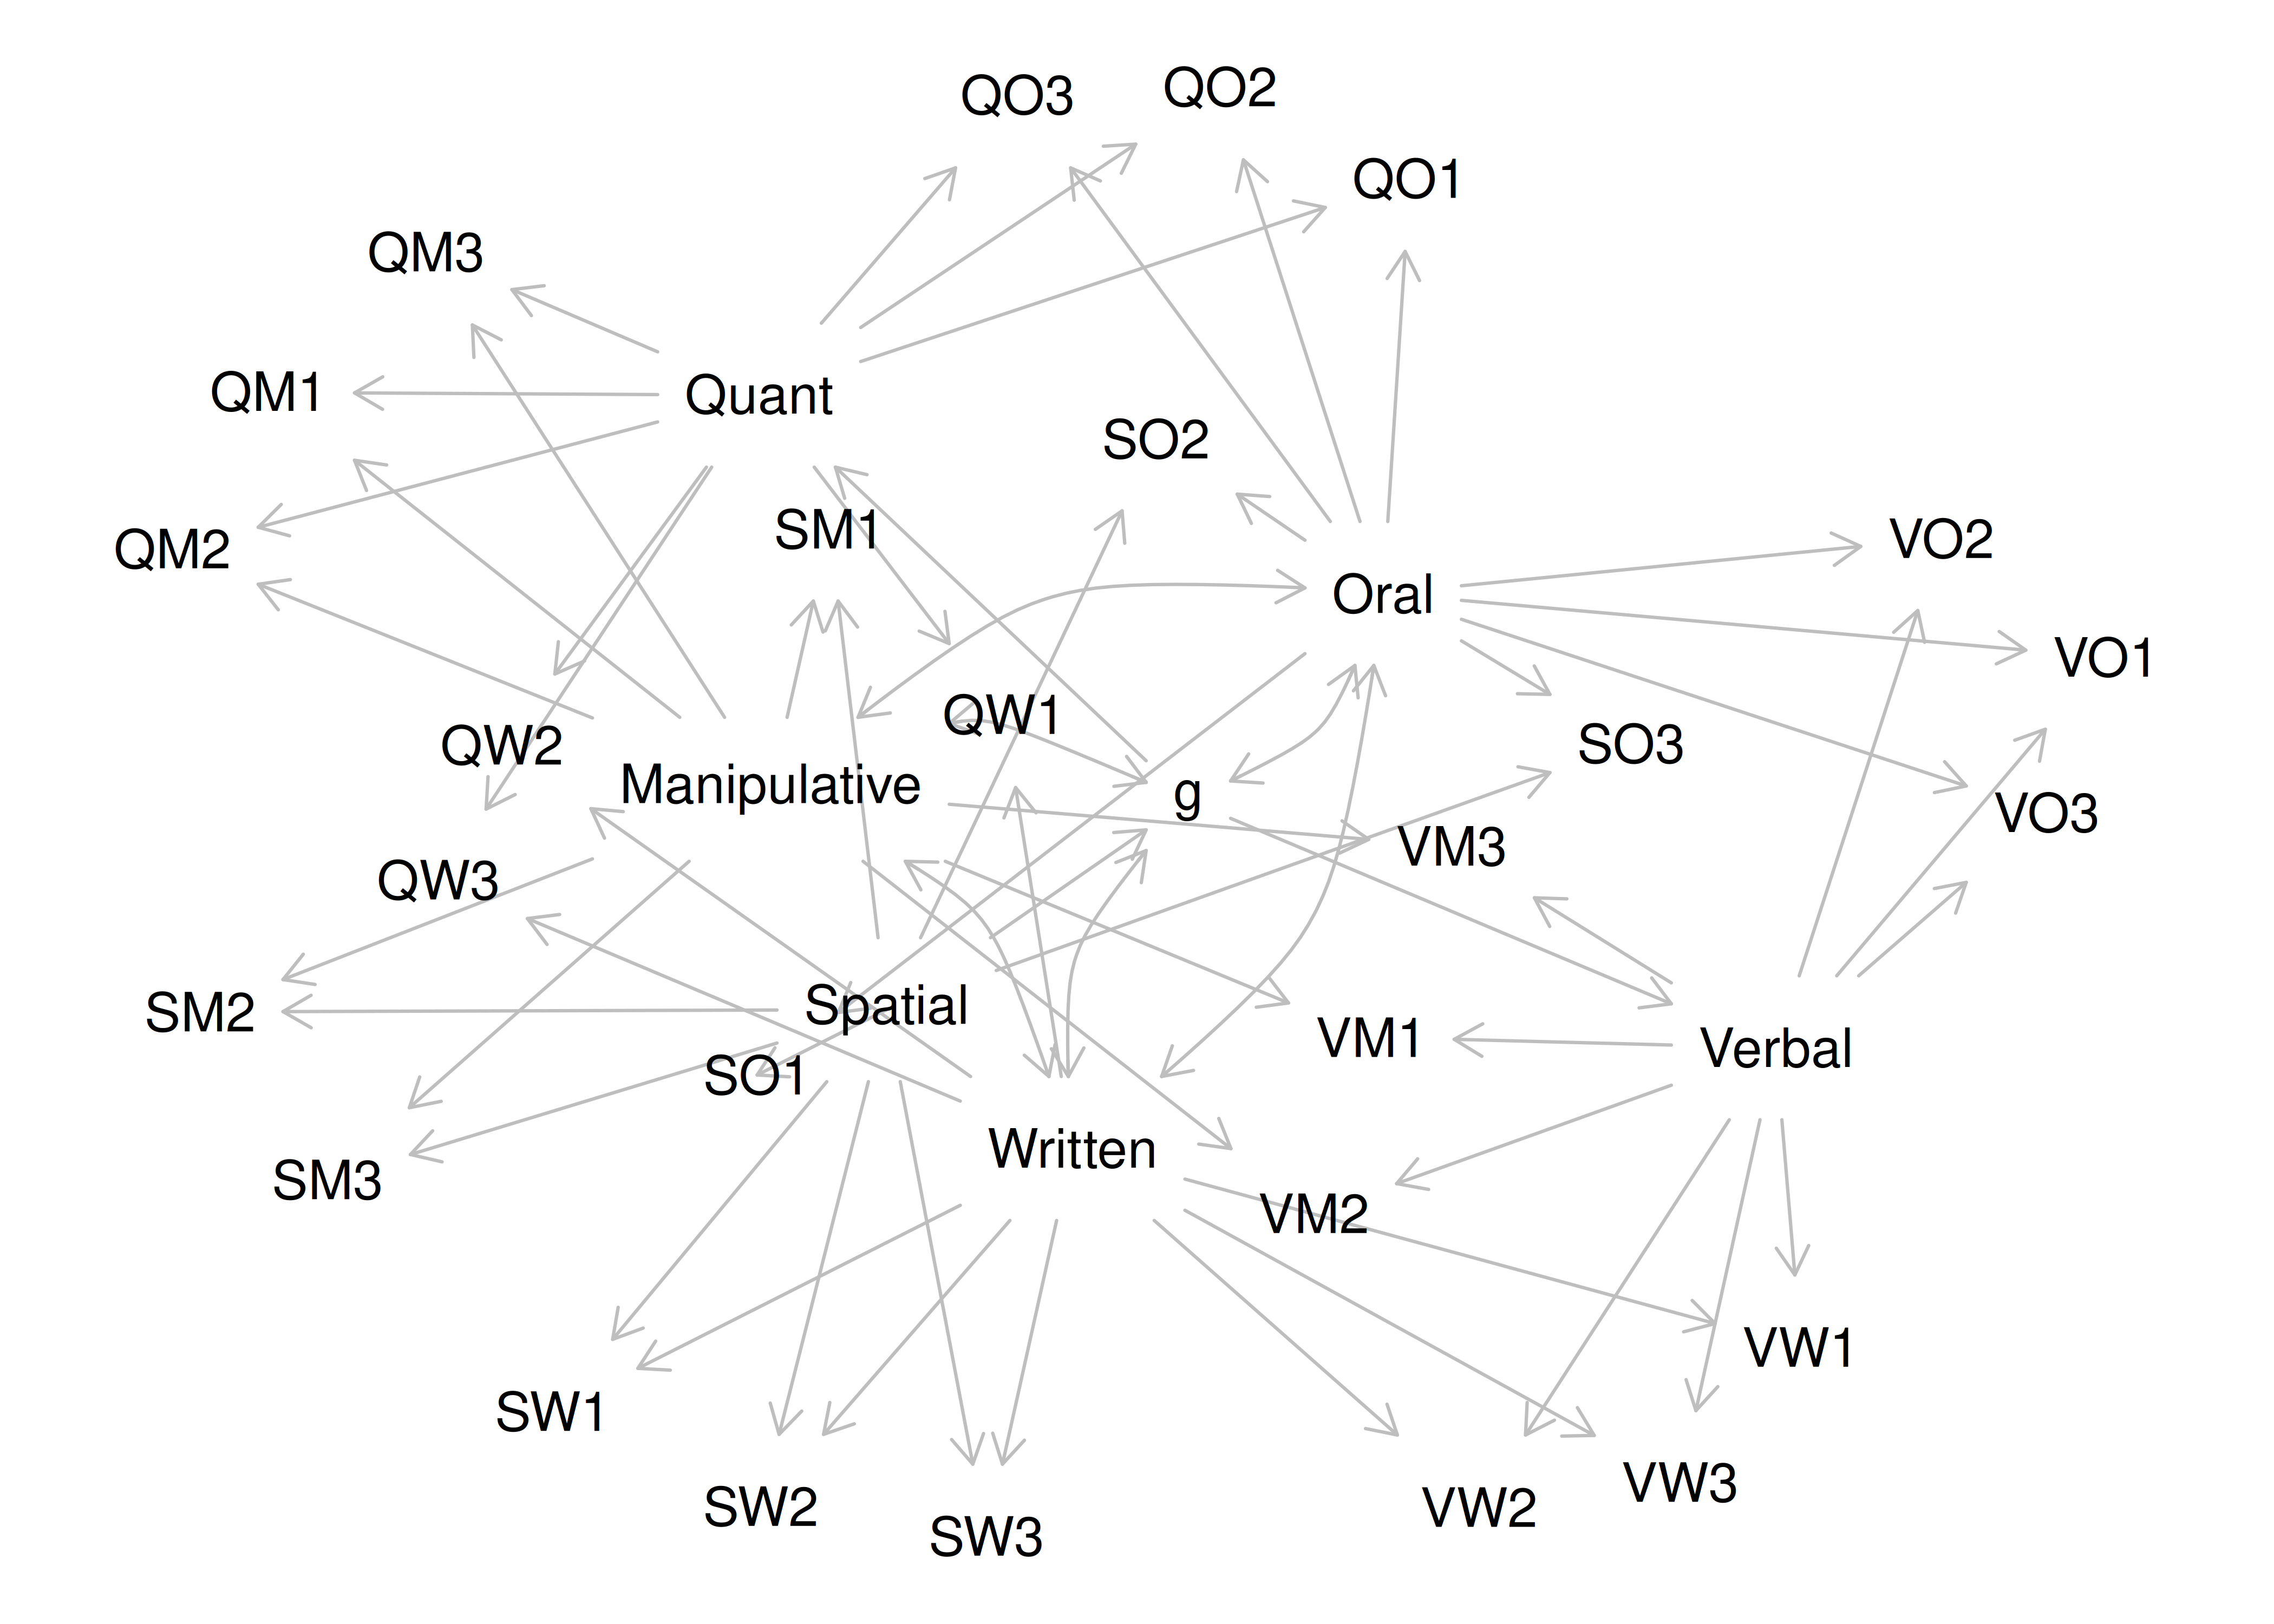 QO3
QO2
QO1
QM3
QM1
Quant
SO2
SM1
QM2
VO2
Oral
VO1
QW1
QW2
SO3
Manipulative
g
VO3
VM3
QW3
Spatial
SM2
VM1
Verbal
SO1
Written
SM3
VM2
VW1
SW1
VW3
SW2
VW2
SW3